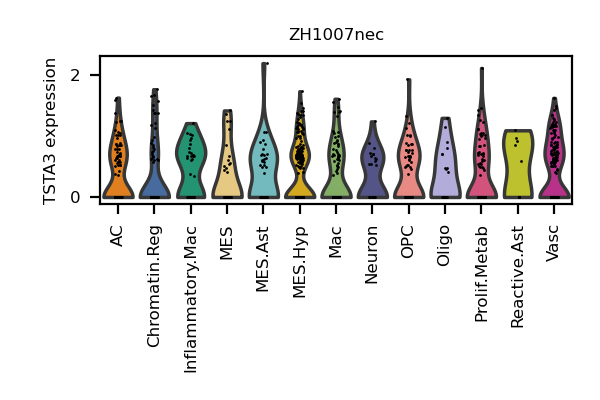 ZH1007nec
TSTA3 expression
2
0
AC
Chromatin.Reg
Inflammatory.Mac
MES
MES.Ast
MES.Hyp
Mac
Neuron
OPC
Oligo
Prolif.Metab
Reactive.Ast
Vasc